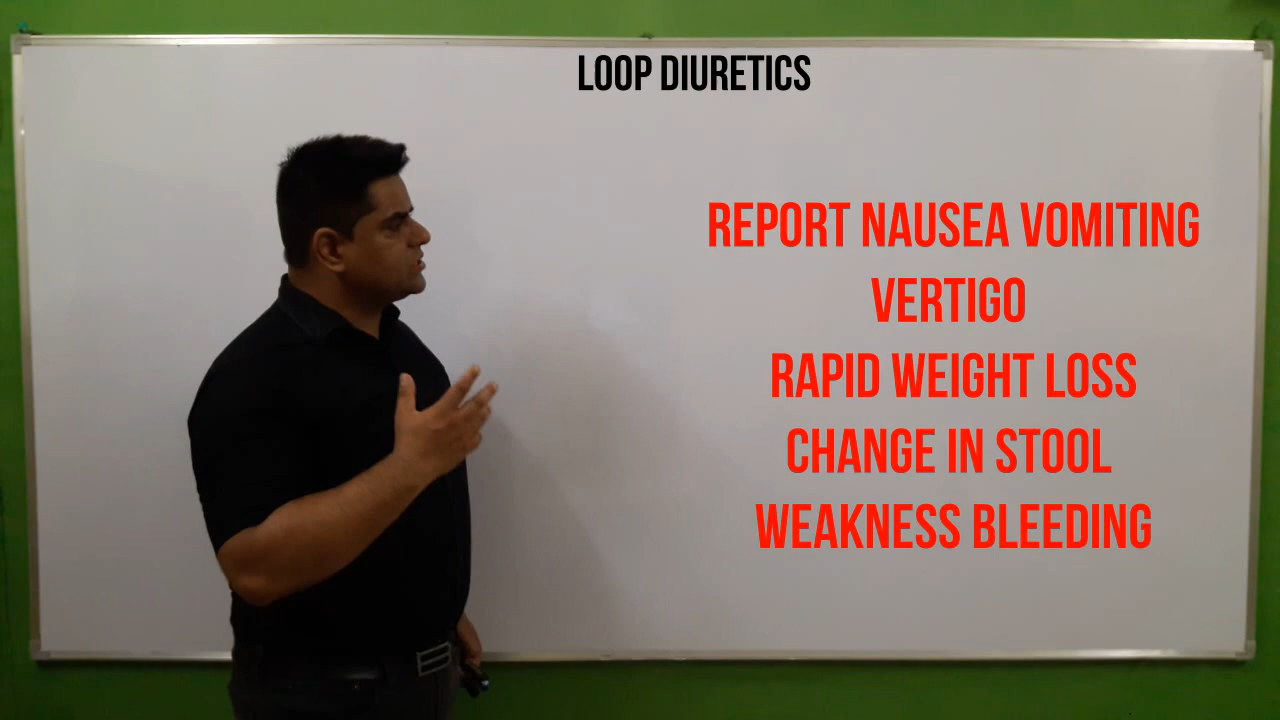 LOOP DIURETICS
REPORT NAUSEA VOMITING
VERTIGO
RAPID WEIGHT LOSS
CHANGE IN STOOL
WEAKNESS BLEEDING